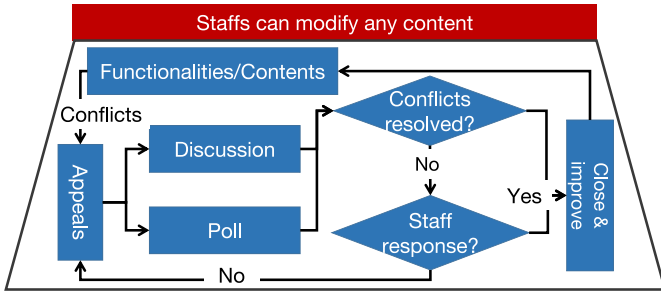 Staffs can modify any content
Functionalities/Contents
Conflicts
Conflicts
resolved?
Appeals
Discussion
No
Close &
improve
Yes
Poll
Staff
response?
No